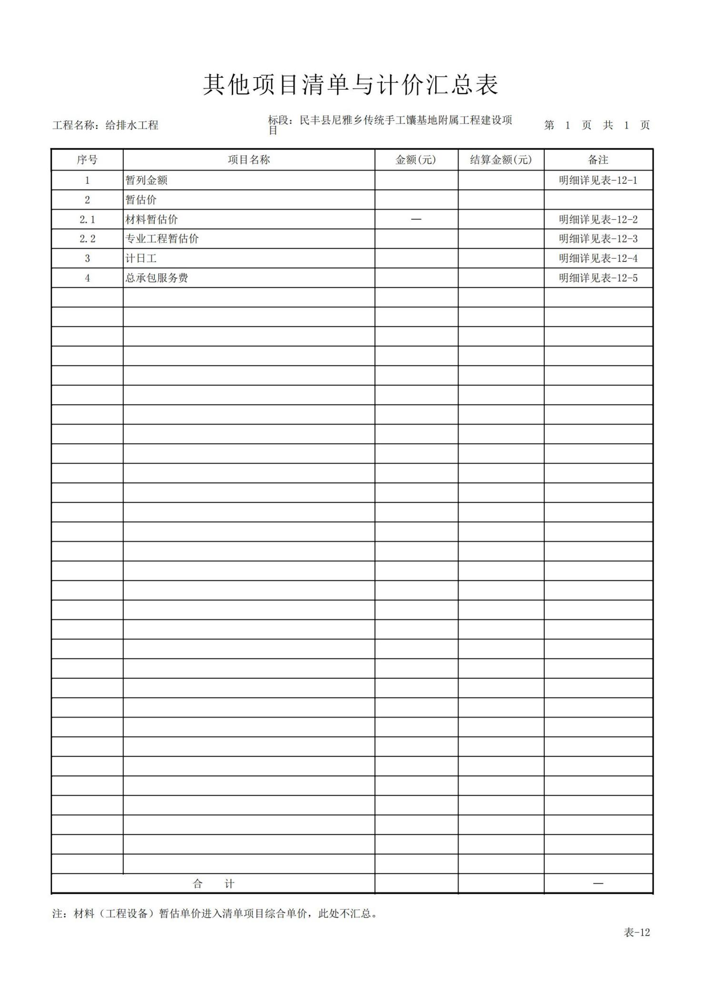 其他项目清单与计价汇总表
工程名称：给排水工程
标段：民丰县尼雅乡传统手工馕基地附属工程建设项
目
第 1 页 共 1 页
序号 项目名称 金额(元) 结算金额(元) 备注
1 暂列金额 明细详见表-12-1
2 暂估价
2.1 材料暂估价 — 明细详见表-12-2
2.2 专业工程暂估价 明细详见表-12-3
3 计日工 明细详见表-12-4
4 总承包服务费 明细详见表-12-5
合 计 —
注：材料（工程设备）暂估单价进入清单项目综合单价，此处不汇总。
表-12